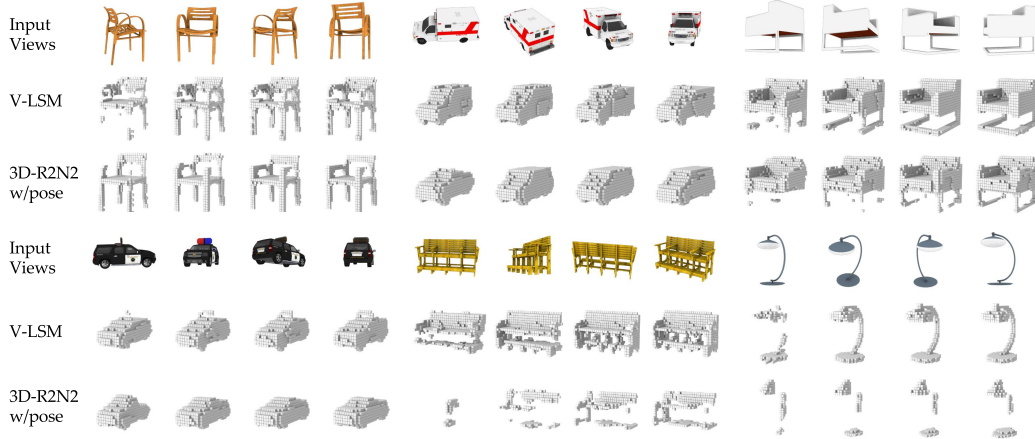 Input
Views
V-LSM
3D-R2N2
w/pose
Input
Views
V-LSM
3D-R2N2
w/pose